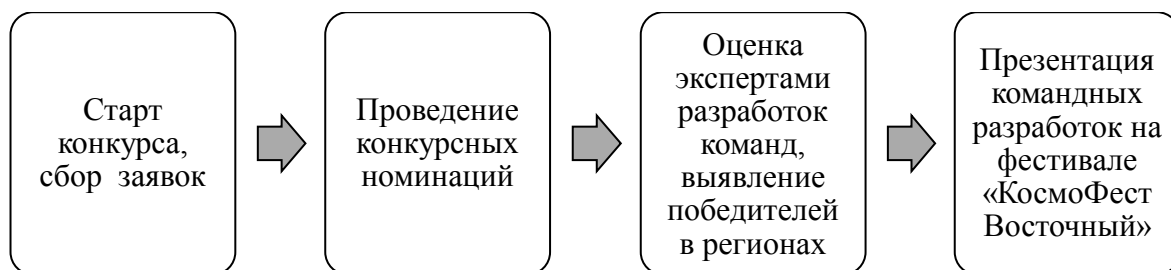 Старт
конкурса,
сбор заявок
Проведение
конкурсных
номинаций
Оценка
экспертами
разработок
команд,
выявление
победителей
в регионах
Презентация
командных
разработок на
фестивале
«КосмоФест
Восточный»